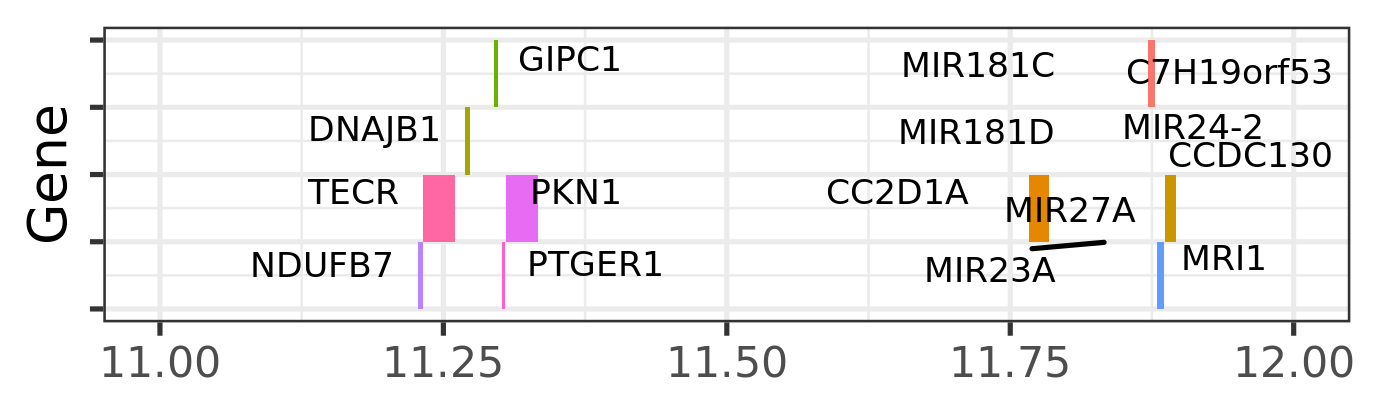 Gene
GIPC1
MIR181C
C7H19orf53
DNAJB1
MIR181D
MIR24-2
CCDC130
TECR
PKN1
CC2D1A
MIR27A
NDUFB7
PTGER1
MIR23A
MRI1
11.00 11.25 11.50 11.75 12.00